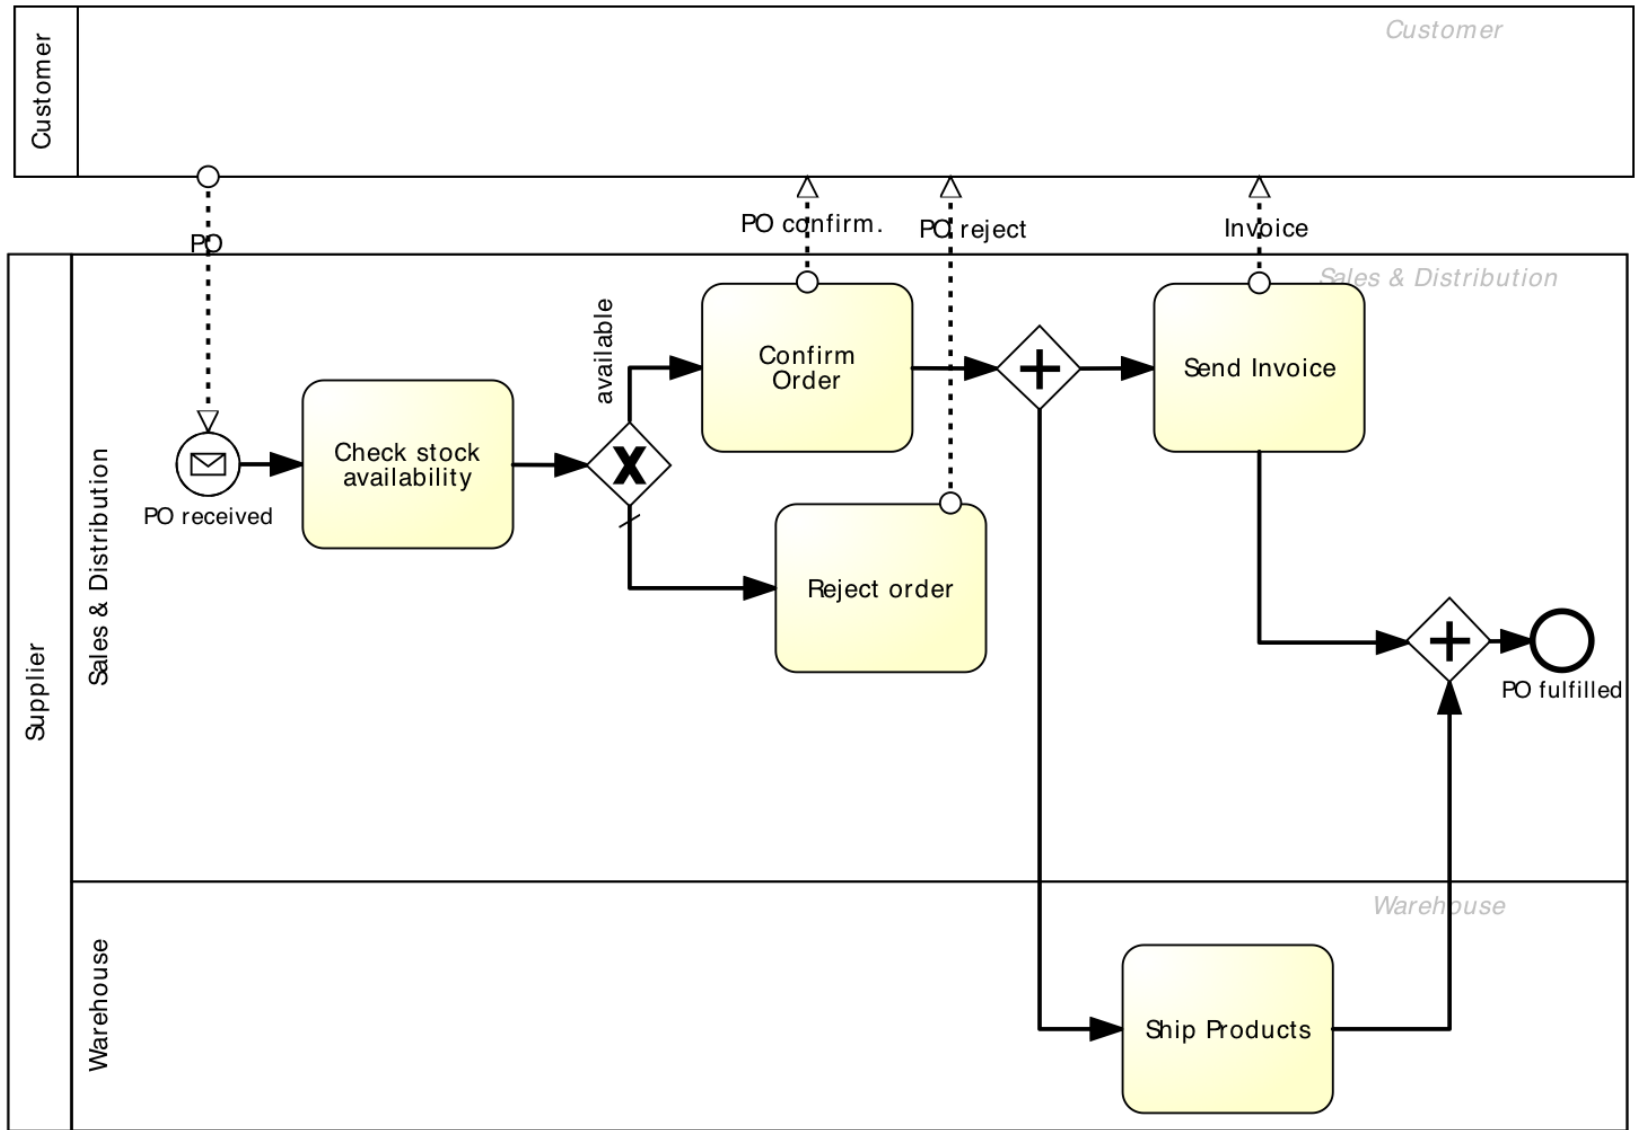 Customer
Customer
PO
PO confirm.
PO reject
Invoice
Supplier
Sales & Distribution
Sales & Distribution
PO received
Check stock
availability
available
Confirm
Order
Reject order
Send Invoice
PO fulfilled
Warehouse
Warehouse
Ship Products